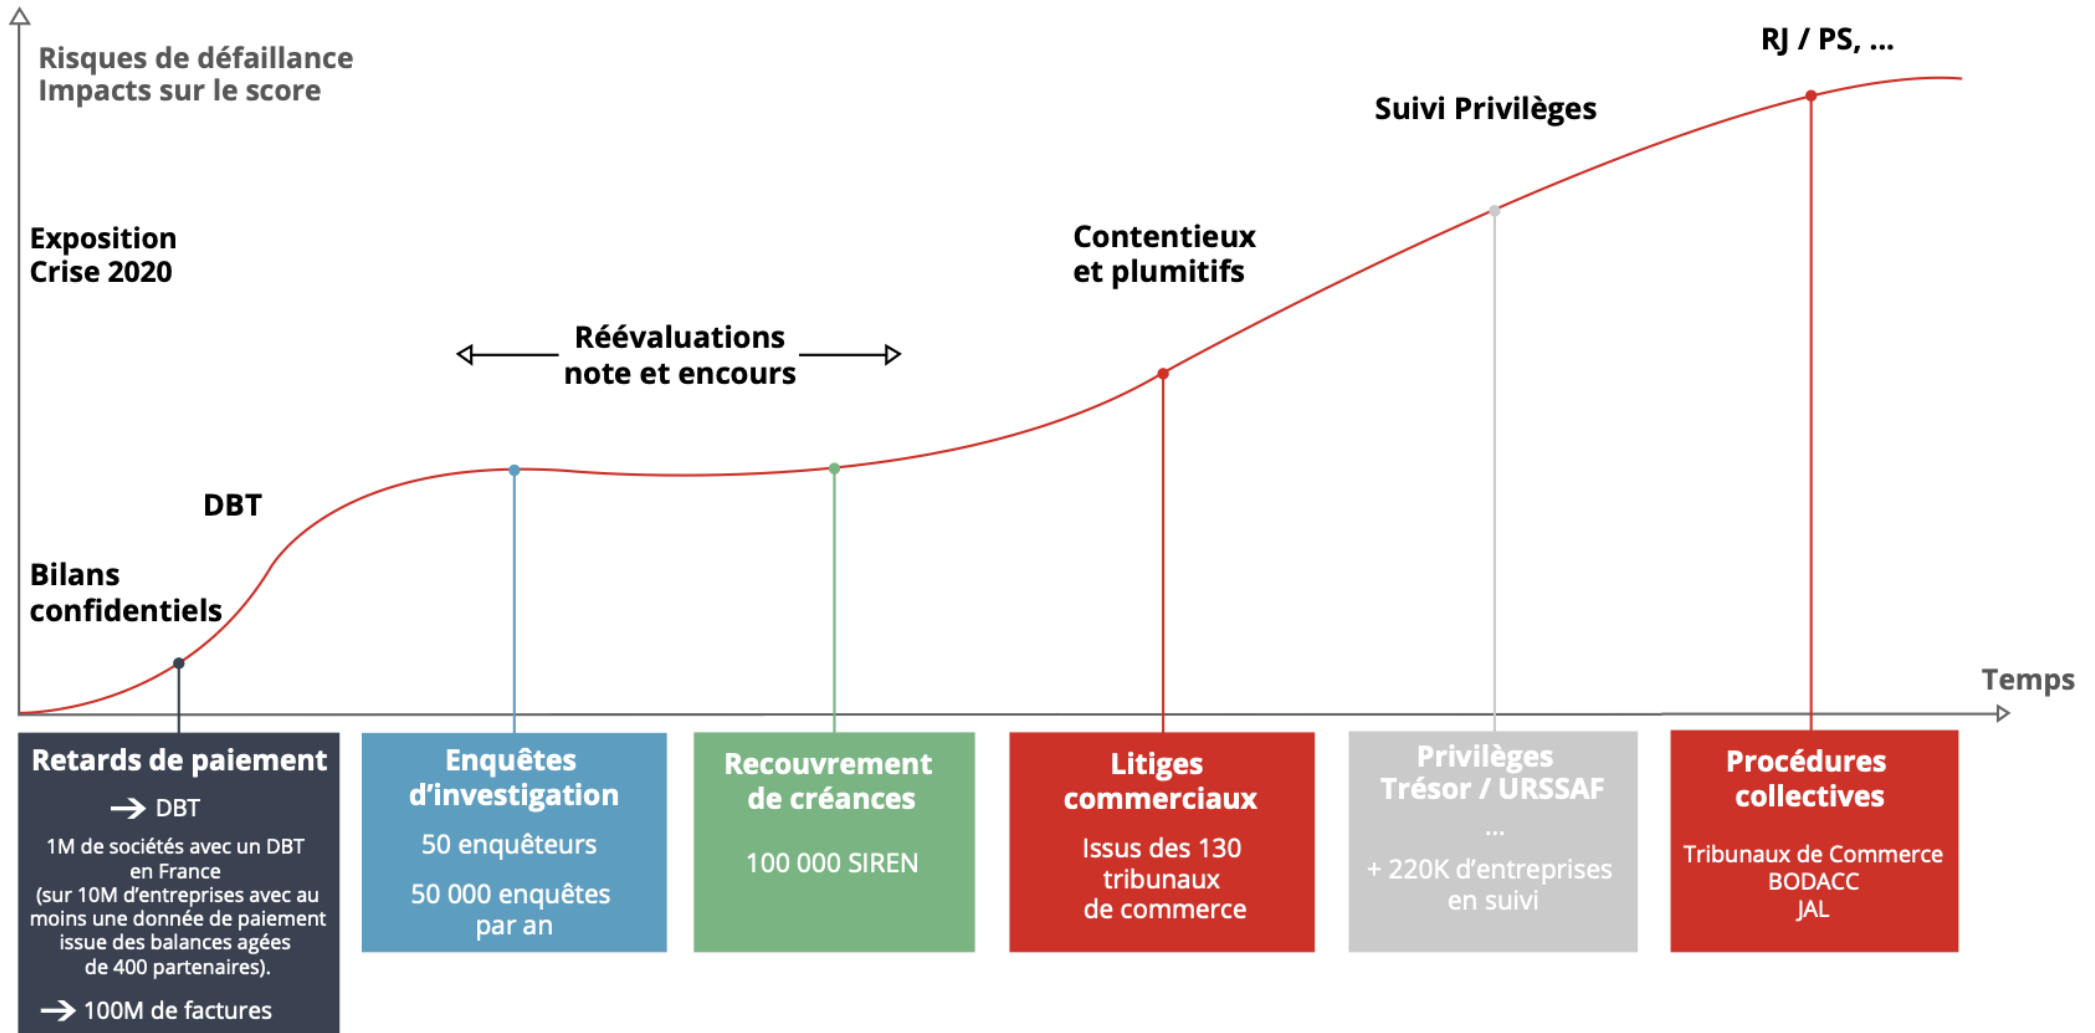 Risques de défaillance
Impacts sur le score
RJ / PS, ...
Suivi Privilèges
Exposition
Crise 2020
Contentieux
et plumitifs
Réévaluations
note et encours
DBT
Bilans
confidentiels
Temps
Retards de paiement
→ DBT
1M de sociétés avec un DBT
en France
(sur 10M d'entreprises avec au
moins une donnée de paiement
issue des balances agées
de 400 partenaires).
→ 100M de factures
Enquêtes
d'investigation
50 enquêteurs
50 000 enquêtes
par an
Recouvrement
de créances
100 000 SIREN
Litiges
commerciaux
Issus des 130
tribunaux
de commerce
Privilèges
Trésor / URSSAF
...
+ 220K d'entreprises
en suivi
Procédures
collectives
Tribunaux de Commerce
BODACC
JAL